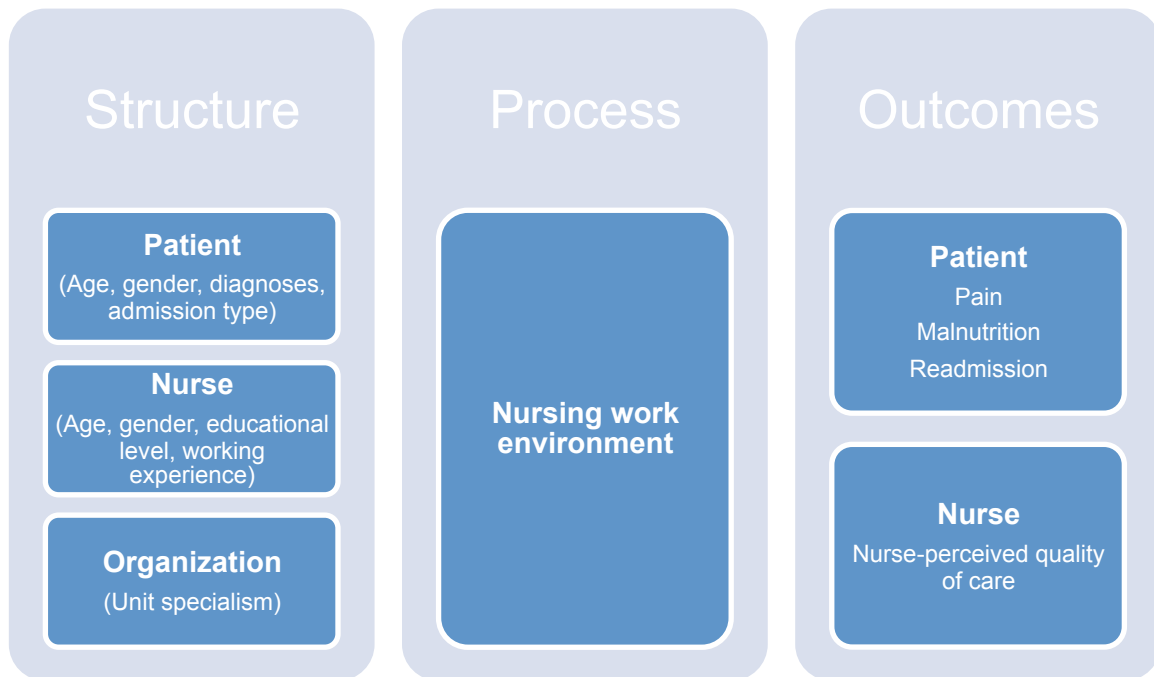 Structure
Patient
(Age, gender, diagnoses,
admission type)
Nurse
(Age, gender, educational
level, working
experience)
Organization
(Unit specialism)
Process
Nursing work
environment
Outcomes
Patient
Pain
Malnutrition
Readmission
Nurse
Nurse-perceived quality
of care